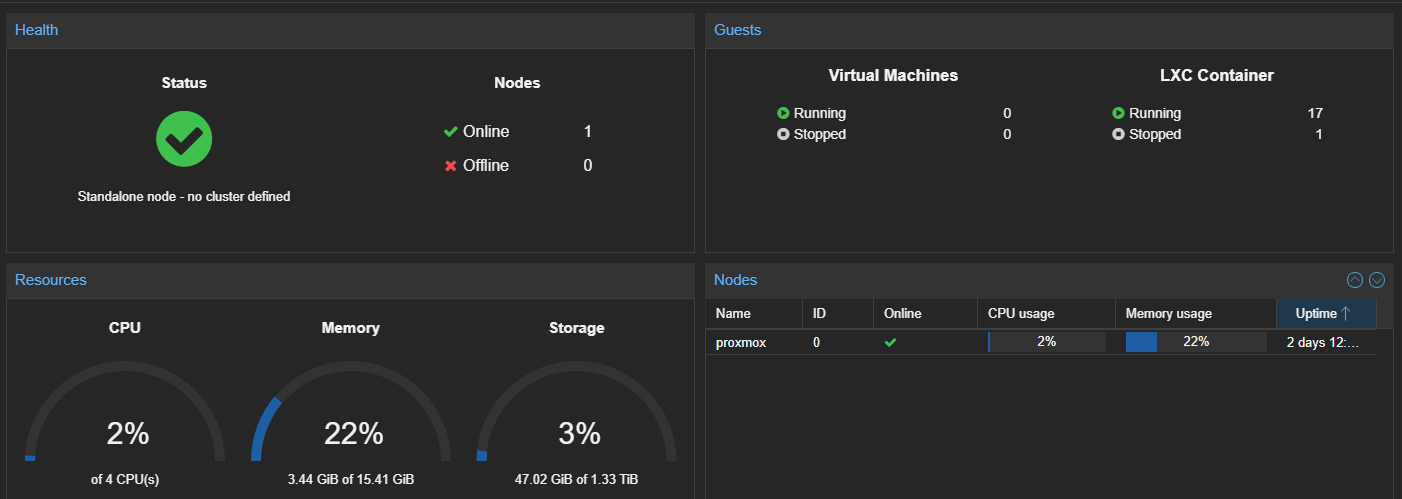 Health
Status
Nodes
Online 1
Offline 0
Standalone node - no cluster defined
Guests
Virtual Machines
Running 0
Stopped 0
LXC Container
Running 17
Stopped 1
Resources
CPU
2%
of 4 CPU(s)
Memory
22%
3.44 GiB of 15.41 GiB
Storage
3%
47.02 GiB of 1.33 TiB
Nodes
Name ID Online CPU usage Memory usage Uptime
proxmox 0 2% 22% 2 days 12:...